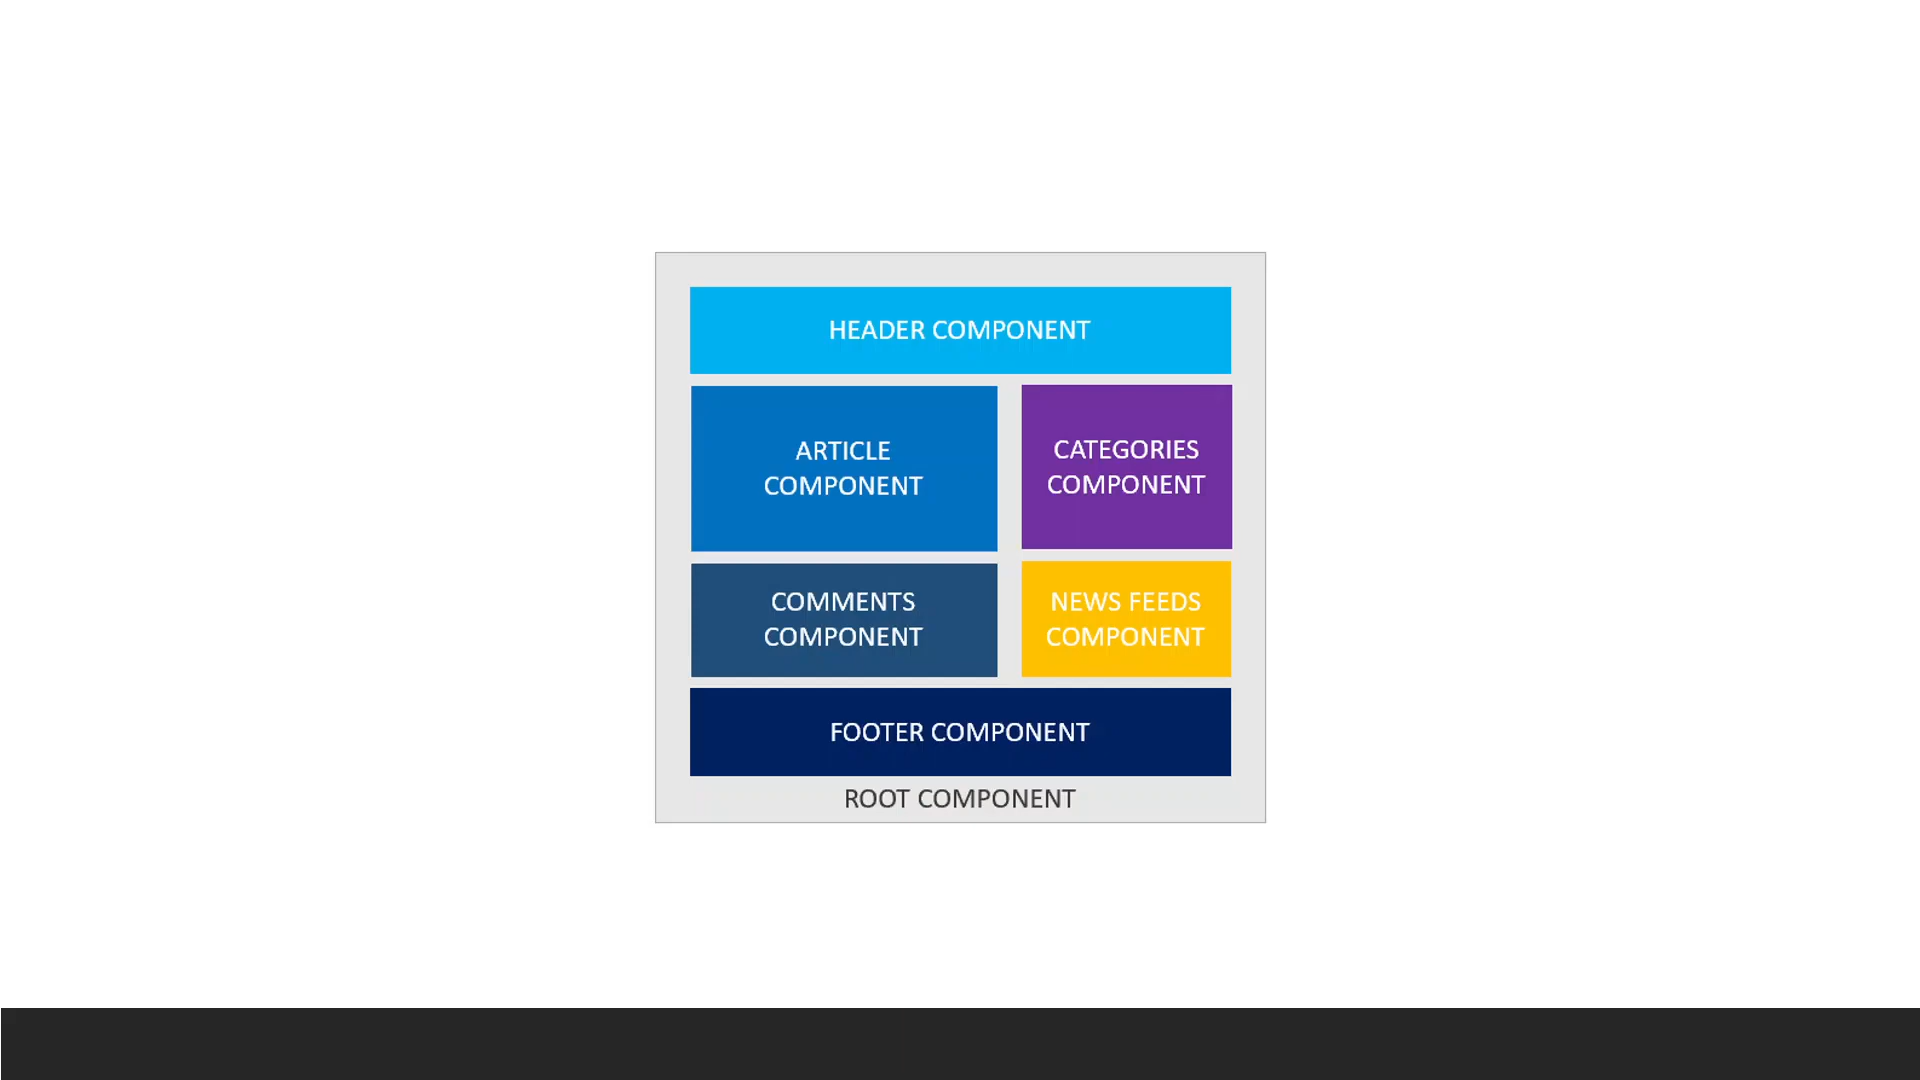 HEADER COMPONENT
ARTICLE
COMPONENT
CATEGORIES
COMPONENT
COMMENTS
COMPONENT
NEWS FEEDS
COMPONENT
FOOTER COMPONENT
ROOT COMPONENT